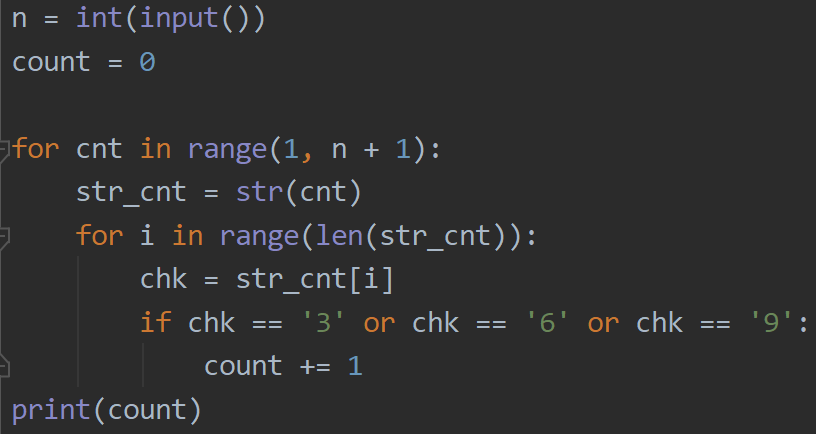 n = int(input())
count = 0
for cnt in range(1, n + 1):
    str_cnt = str(cnt)
    for i in range(len(str_cnt)):
        chk = str_cnt[i]
        if chk == '3' or chk == '6' or chk == '9':
            count += 1
print(count)